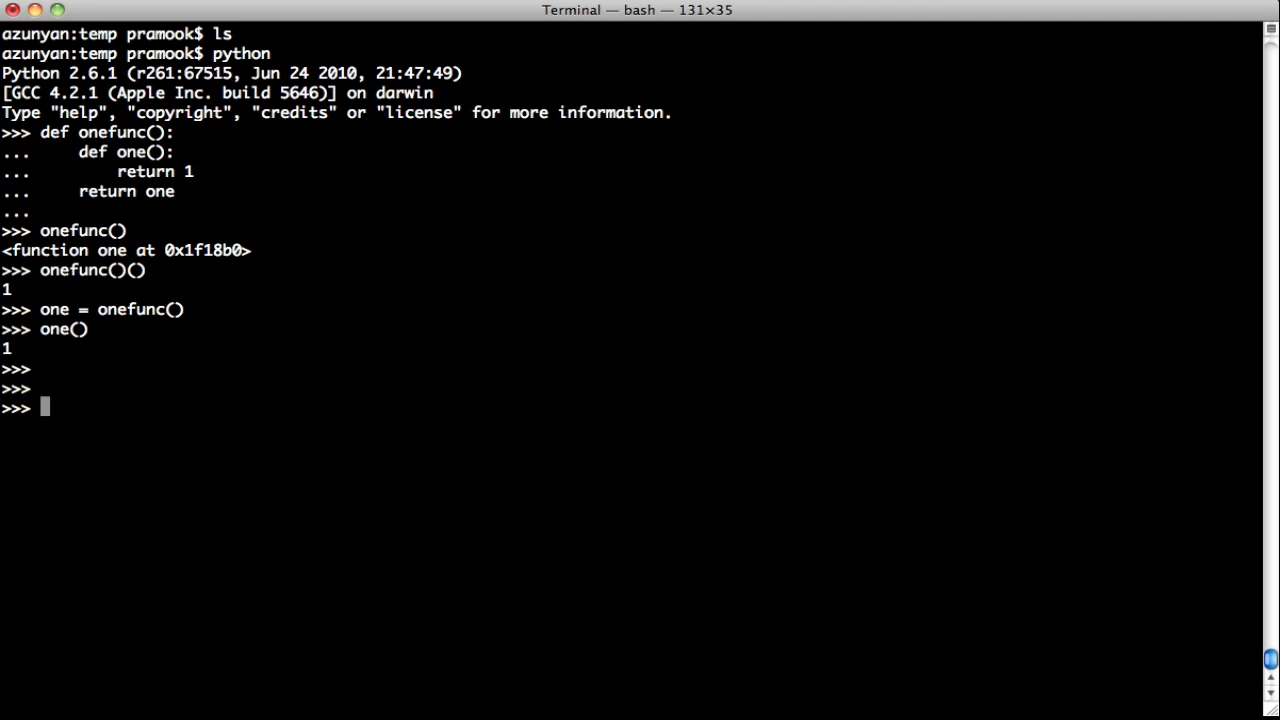 Terminal — bash — 131×35
azunyan:temp pramook$ ls
azunyan:temp pramook$ python
Python 2.6.1 (r261:67515, Jun 24 2010, 21:47:49)
[GCC 4.2.1 (Apple Inc. build 5646)] on darwin
Type "help", "copyright", "credits" or "license" for more information.
>>> def onefunc():
...     def one():
...         return 1
...     return one
...
>>> onefunc()
<function one at 0x1f18b0>
>>> onefunc()()
1
>>> one = onefunc()
>>> one()
1
>>>
>>>
>>>